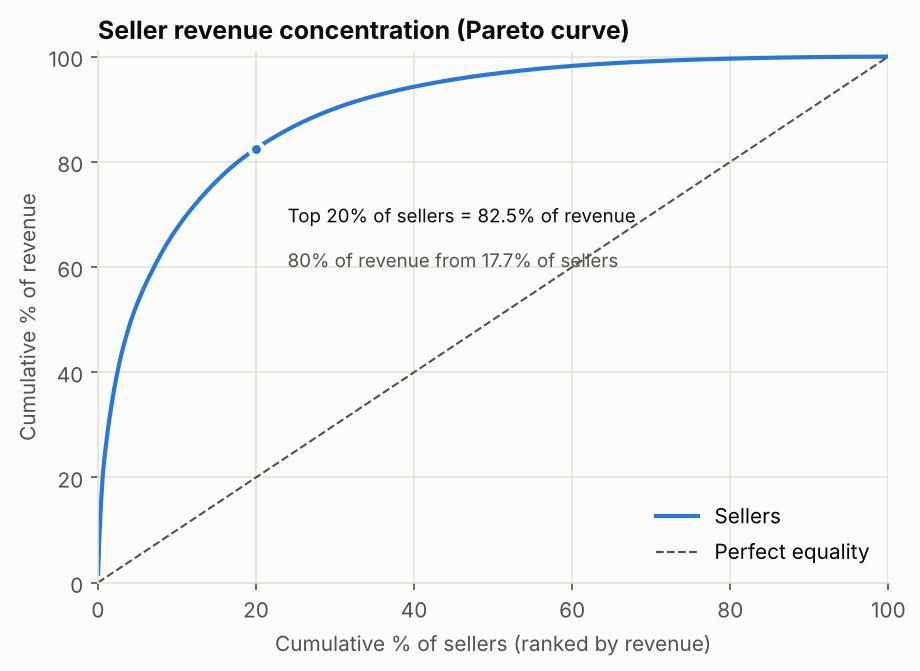 Seller revenue concentration (Pareto curve)
Cumulative % of revenue
100
80
60
40
20
0
Top 20% of sellers = 82.5% of revenue
80% of revenue from 17.7% of sellers
Sellers
Perfect equality
0 20 40 60 80 100
Cumulative % of sellers (ranked by revenue)